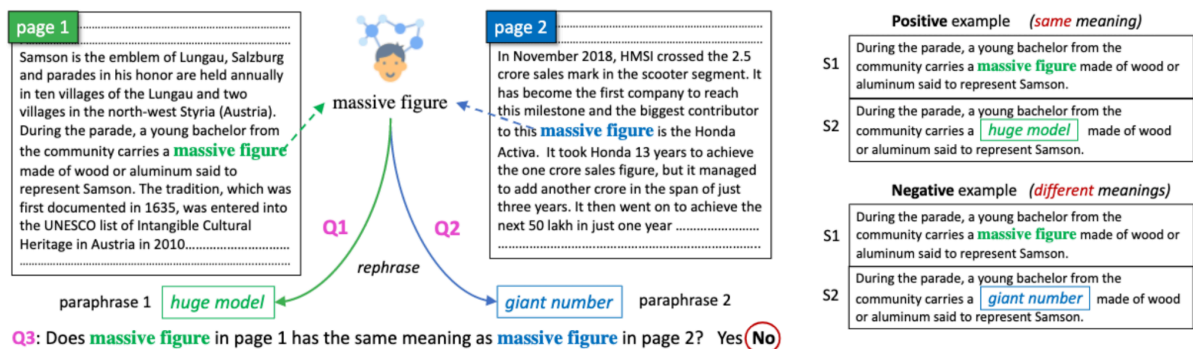 page 1
Samson is the emblem of Lungau, Salzburg
and parades in his honor are held annually
in ten villages of the Lungau and two
villages in the north-west Styria (Austria).
During the parade, a young bachelor from
the community carries a massive figure
made of wood or aluminum said to
represent Samson. The tradition, which was
first documented in 1635, was entered into
the UNESCO list of Intangible Cultural
Heritage in Austria in 2010......................
massive figure
page 2
In November 2018, HMSI crossed the 2.5
crore sales mark in the scooter segment. It
has become the first company to reach
this milestone and the biggest contributor
to this massive figure is the Honda
Activa. It took Honda 13 years to achieve
the one crore sales figure, but it managed
to add another crore in the span of just
three years. It then went on to achieve the
next 50 lakh in just one year ......................
Q1
Q2
rephrase
paraphrase 1 huge model
giant number paraphrase 2
Q3: Does massive figure in page 1 has the same meaning as massive figure in page 2? Yes No
Positive example (same meaning)
S1
During the parade, a young bachelor from the
community carries a massive figure made of wood or
aluminum said to represent Samson.
S2
During the parade, a young bachelor from the
community carries a huge model made of wood
or aluminum said to represent Samson.
Negative example (different meanings)
S1
During the parade, a young bachelor from the
community carries a massive figure made of wood or
aluminum said to represent Samson.
S2
During the parade, a young bachelor from the
community carries a giant number made of wood
or aluminum said to represent Samson.